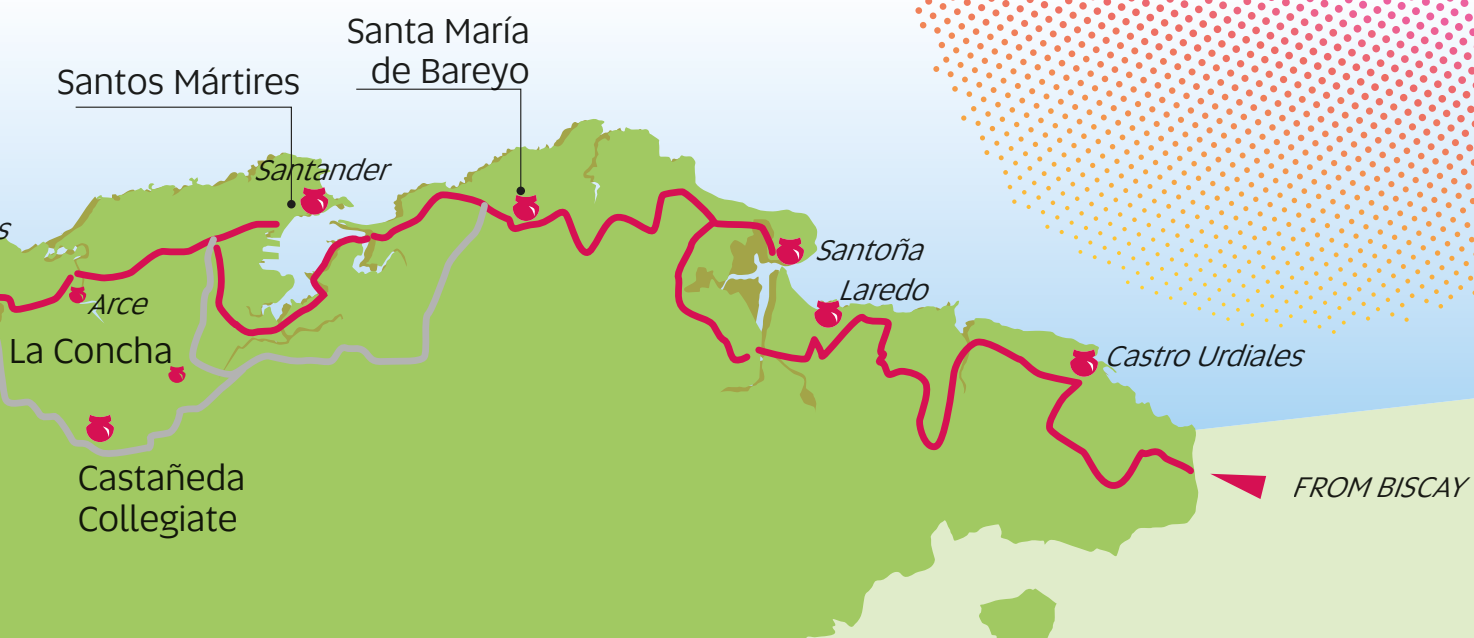 Santa María
de Bareyo
Santos Mártires
Santander
s
Santoña
Laredo
Arce
La Concha
Castro Urdiales
Castañeda
Collegiate
FROM BISCAY